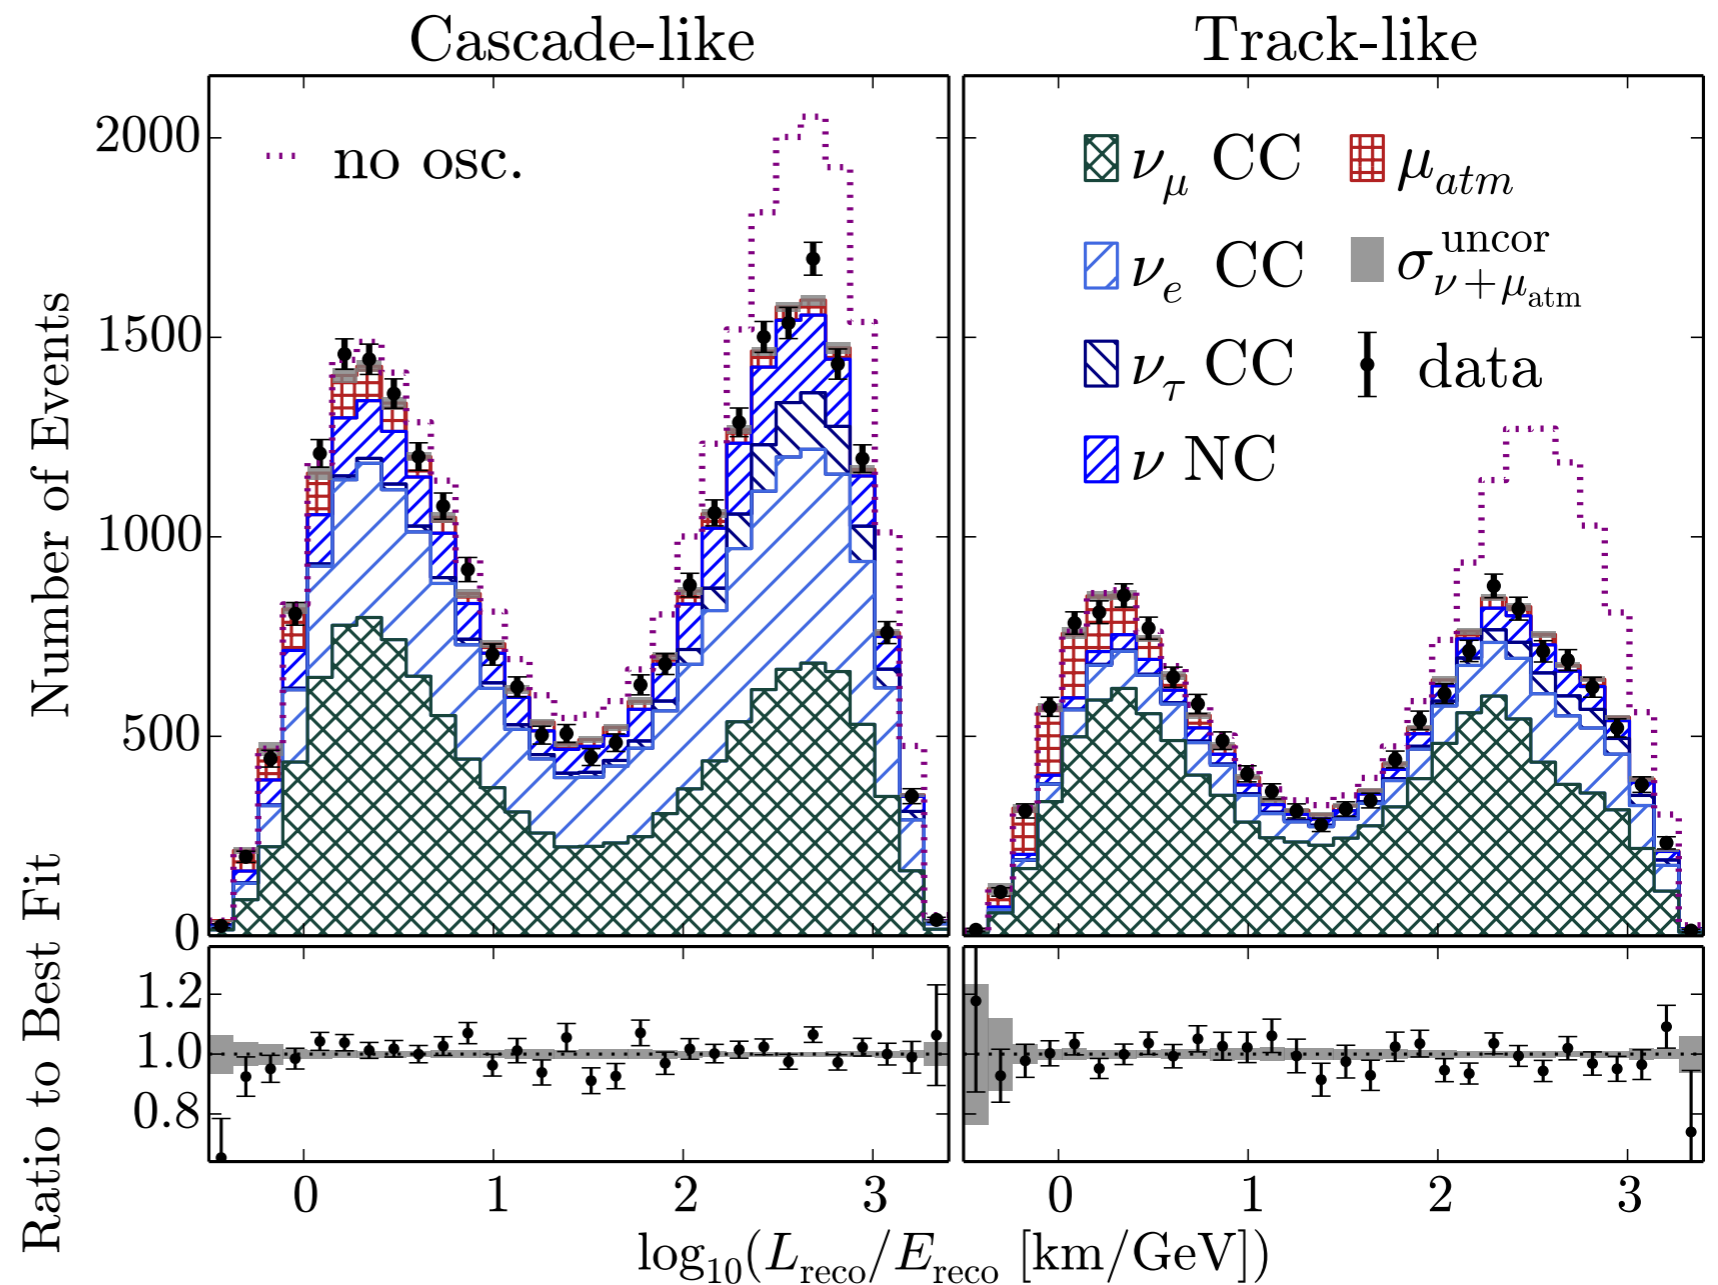 Cascade-like
Track-like
Number of Events
2000
1500
1000
500
0
no osc.
ν_μ CC
μ_atm
ν_e CC
σ^uncor_ν+μ_atm
ν_τ CC
data
ν NC
Ratio to Best Fit
1.2
1.0
0.8
0 1 2 3
0 1 2 3
log₁₀(L_reco/E_reco [km/GeV])